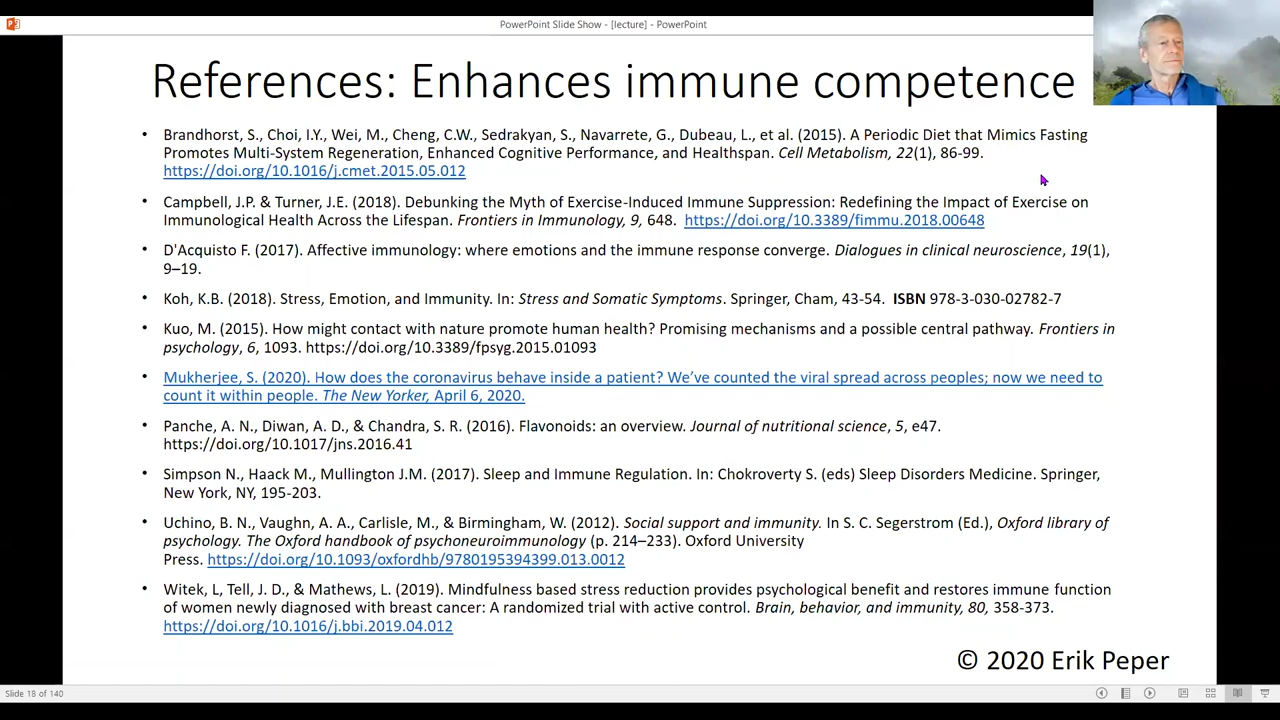 PowerPoint Slide Show - [lecture] - PowerPoint
References: Enhances immune competence
• Brandhorst, S., Choi, I.Y., Wei, M., Cheng, C.W., Sedrakyan, S., Navarrete, G., Dubeau, L., et al. (2015). A Periodic Diet that Mimics Fasting
Promotes Multi-System Regeneration, Enhanced Cognitive Performance, and Healthspan. Cell Metabolism, 22(1), 86-99.
https://doi.org/10.1016/j.cmet.2015.05.012
• Campbell, J.P. & Turner, J.E. (2018). Debunking the Myth of Exercise-Induced Immune Suppression: Redefining the Impact of Exercise on
Immunological Health Across the Lifespan. Frontiers in Immunology, 9, 648. https://doi.org/10.3389/fimmu.2018.00648
• D'Acquisto F. (2017). Affective immunology: where emotions and the immune response converge. Dialogues in clinical neuroscience, 19(1),
9–19.
• Koh, K.B. (2018). Stress, Emotion, and Immunity. In: Stress and Somatic Symptoms. Springer, Cham, 43-54. ISBN 978-3-030-02782-7
• Kuo, M. (2015). How might contact with nature promote human health? Promising mechanisms and a possible central pathway. Frontiers in
psychology, 6, 1093. https://doi.org/10.3389/fpsyg.2015.01093
• Mukherjee, S. (2020). How does the coronavirus behave inside a patient? We’ve counted the viral spread across peoples; now we need to
count it within people. The New Yorker, April 6, 2020.
• Panche, A. N., Diwan, A. D., & Chandra, S. R. (2016). Flavonoids: an overview. Journal of nutritional science, 5, e47.
https://doi.org/10.1017/jns.2016.41
• Simpson N., Haack M., Mullington J.M. (2017). Sleep and Immune Regulation. In: Chokroverty S. (eds) Sleep Disorders Medicine. Springer,
New York, NY, 195-203.
• Uchino, B. N., Vaughn, A. A., Carlisle, M., & Birmingham, W. (2012). Social support and immunity. In S. C. Segerstrom (Ed.), Oxford library of
psychology. The Oxford handbook of psychoneuroimmunology (p. 214–233). Oxford University
Press. https://doi.org/10.1093/oxfordhb/9780195394399.013.0012
• Witek, L, Tell, J. D., & Mathews, L. (2019). Mindfulness based stress reduction provides psychological benefit and restores immune function
of women newly diagnosed with breast cancer: A randomized trial with active control. Brain, behavior, and immunity, 80, 358-373.
https://doi.org/10.1016/j.bbi.2019.04.012
© 2020 Erik Peper
Slide 18 of 140